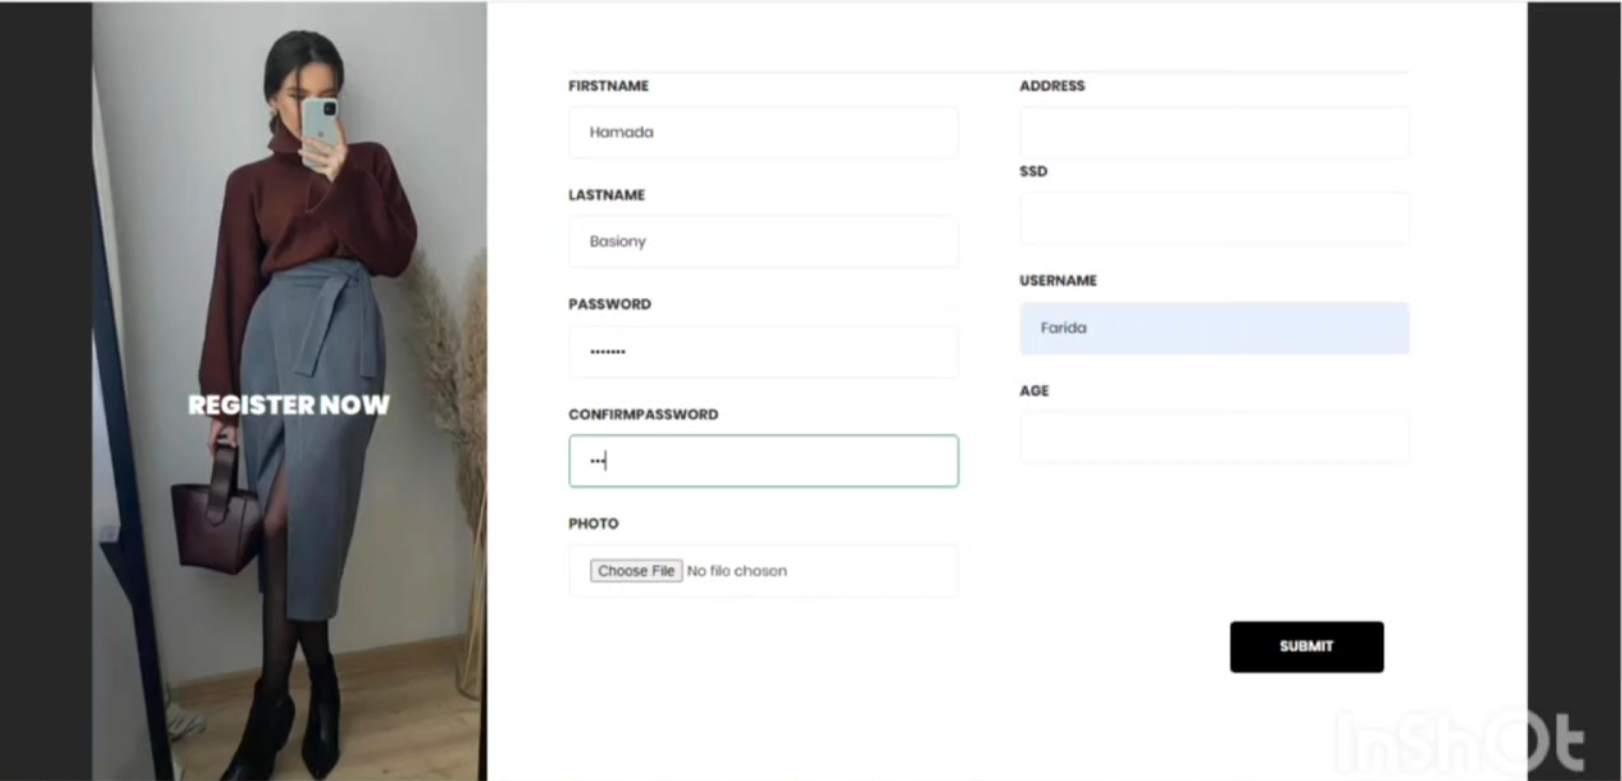 REGISTER NOW
FIRSTNAME
Hamada
LASTNAME
Basiony
PASSWORD
•••••••
CONFIRMPASSWORD
•••
PHOTO
Choose File No file chosen
ADDRESS
SSD
USERNAME
Farida
AGE
SUBMIT
InShOt